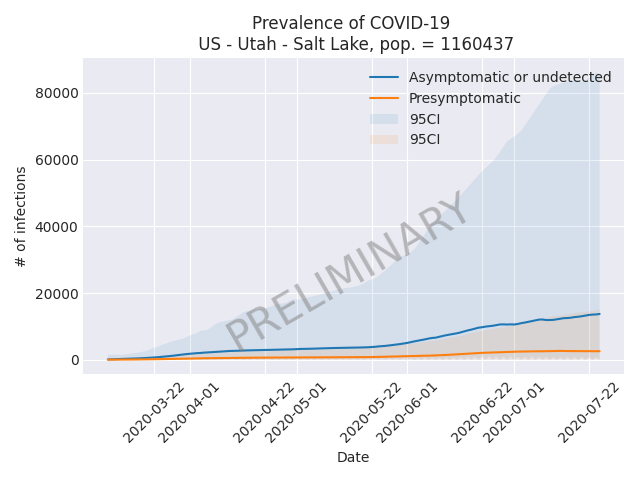 Prevalence of COVID-19
US - Utah - Salt Lake, pop. = 1160437
Asymptomatic or undetected
Presymptomatic
95CI
95CI
80000
60000
40000
20000
0
# of infections
PRELIMINARY
2020-03-22
2020-04-01
2020-04-22
2020-05-01
2020-05-22
2020-06-01
2020-06-22
2020-07-01
2020-07-22
Date